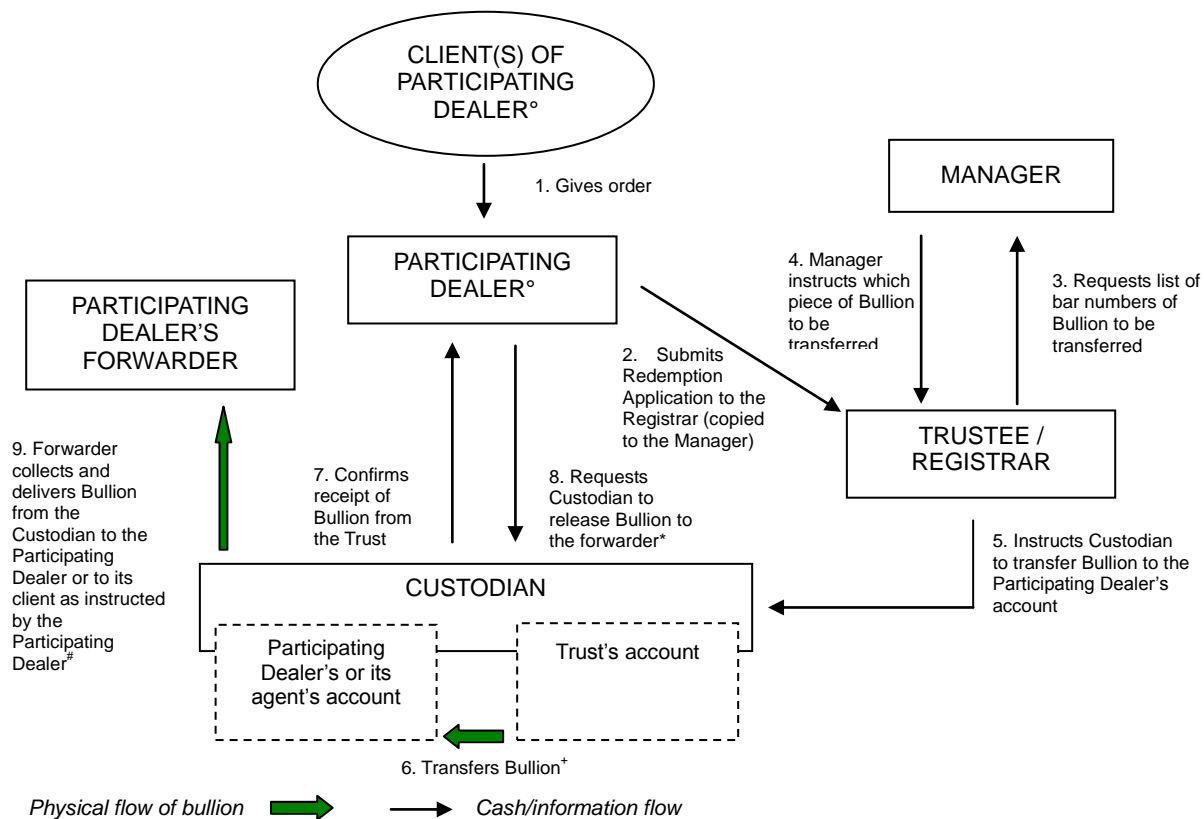 CLIENT(S) OF
PARTICIPATING
DEALER°
1. Gives order
MANAGER
PARTICIPATING
DEALER°
PARTICIPATING
DEALER'S
FORWARDER
4. Manager
instructs which
piece of Bullion
to be
transferred
3. Requests list of
bar numbers of
Bullion to be
transferred
2. Submits
Redemption
Application to the
Registrar (copied
to the Manager)
TRUSTEE /
REGISTRAR
9. Forwarder
collects and
delivers Bullion
from the
Custodian to the
Participating
Dealer or to its
client as instructed
by the
Participating
Dealer#
7. Confirms
receipt of
Bullion from
the Trust
8. Requests
Custodian to
release Bullion to
the forwarder*
5. Instructs Custodian
to transfer Bullion to the
Participating Dealer's
account
CUSTODIAN
Participating
Dealer's or its
agent's account
Trust's account
6. Transfers Bullion+
Physical flow of bullion
Cash/information flow